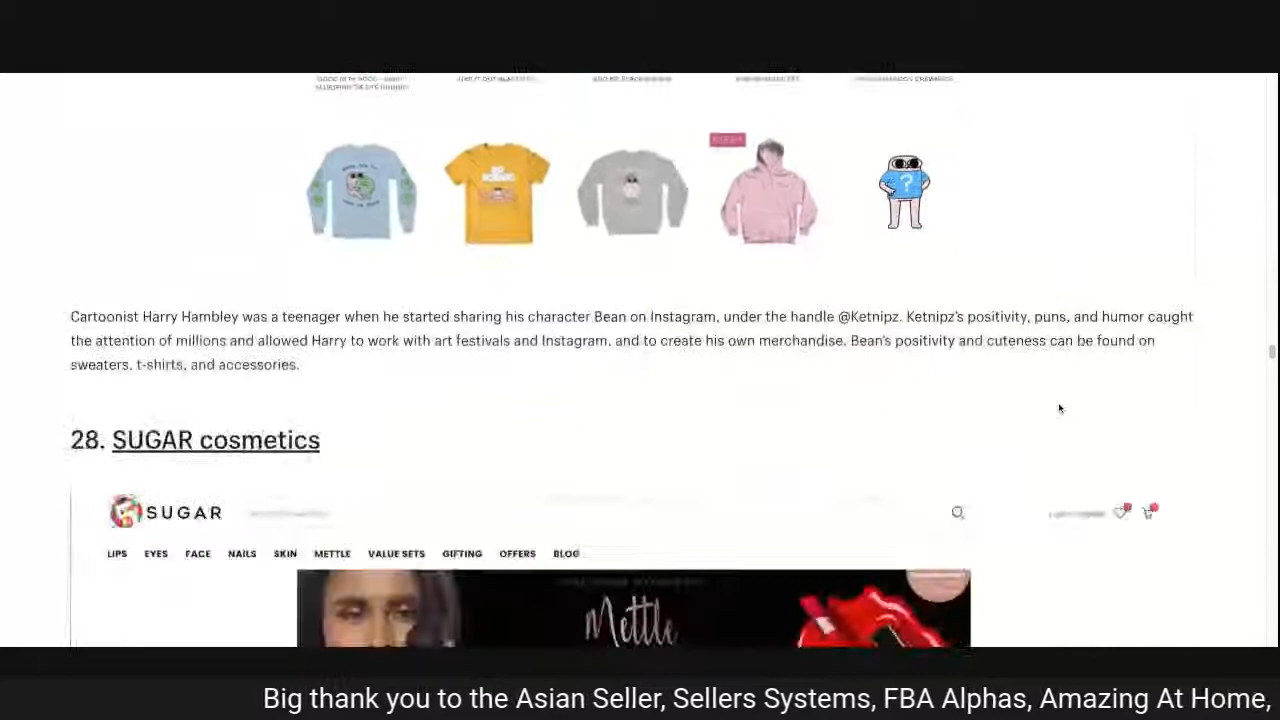 ?
Cartoonist Harry Hambley was a teenager when he started sharing his character Bean on Instagram, under the handle @Ketnipz. Ketnipz's positivity, puns, and humor caught
the attention of millions and allowed Harry to work with art festivals and Instagram, and to create his own merchandise. Bean's positivity and cuteness can be found on
sweaters, t-shirts, and accessories.
28. SUGAR cosmetics
SUGAR
LIPS EYES FACE NAILS SKIN METTLE VALUE SETS GIFTING OFFERS BLOG
Mettle
Big thank you to the Asian Seller, Sellers Systems, FBA Alphas, Amazing At Home,